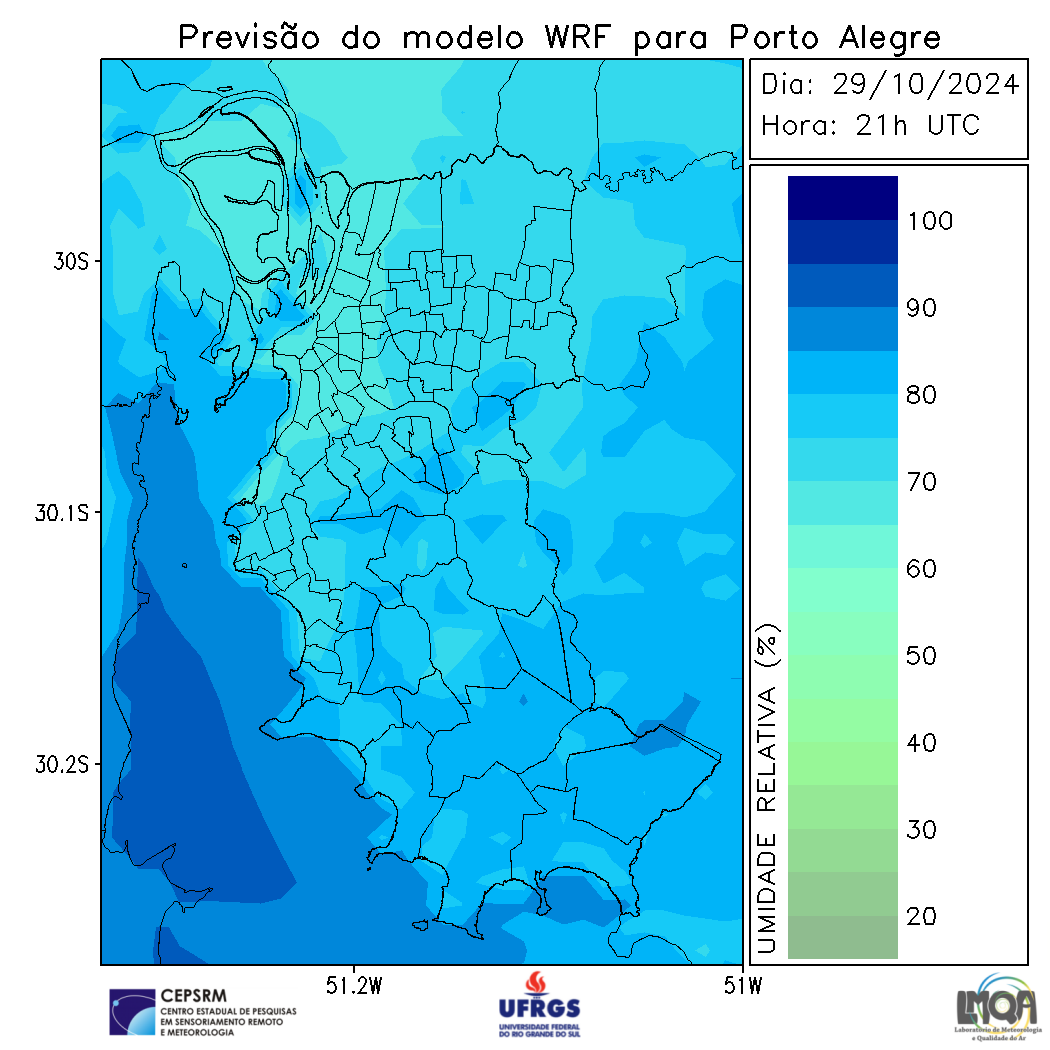 Previsão do modelo WRF para Porto Alegre
Dia: 29/10/2024
Hora: 21h UTC
100
90
80
70
60
50
40
30
20
UMIDADE RELATIVA (%)
30S
30.1S
30.2S
51.2W
51W
CEPSRM
CENTRO ESTADUAL DE PESQUISAS
EM SENSORIAMENTO REMOTO
E METEOROLOGIA
UFRGS
UNIVERSIDADE FEDERAL
DO RIO GRANDE DO SUL
LMQA
Laboratório de Meteorologia
e Qualidade do Ar